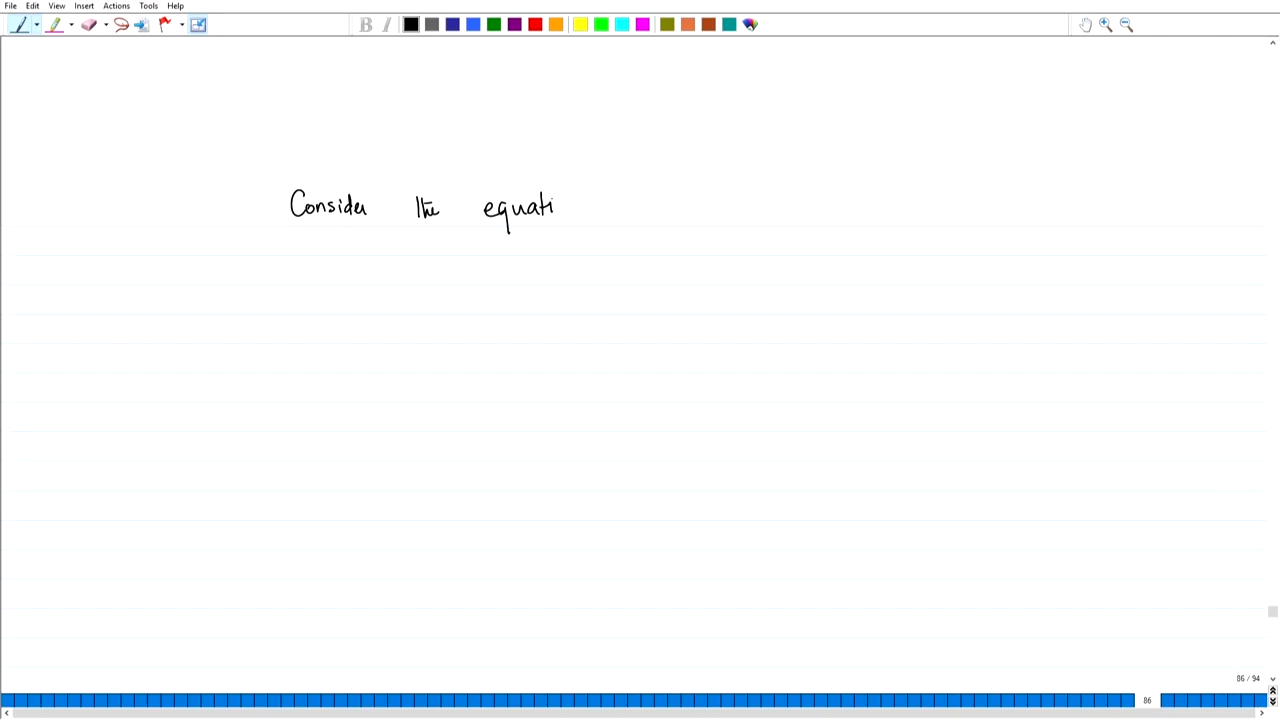 File Edit View Insert Actions Tools Help
B I
Consider the equati
86 / 94
86